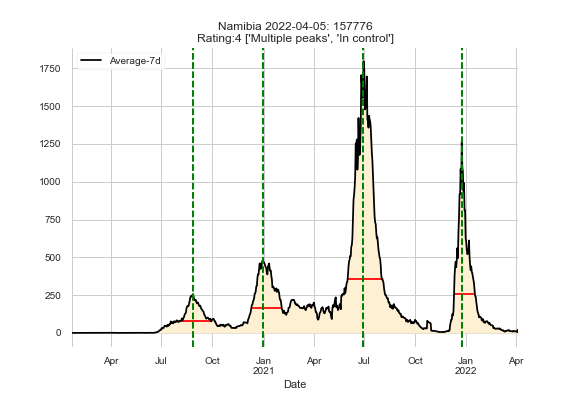 Namibia 2022-04-05: 157776
Rating:4 ['Multiple peaks', 'In control']
Average-7d
1750
1500
1250
1000
750
500
250
0
Apr
Jul
Oct
Jan
2021
Apr
Jul
Oct
Jan
2022
Apr
Date